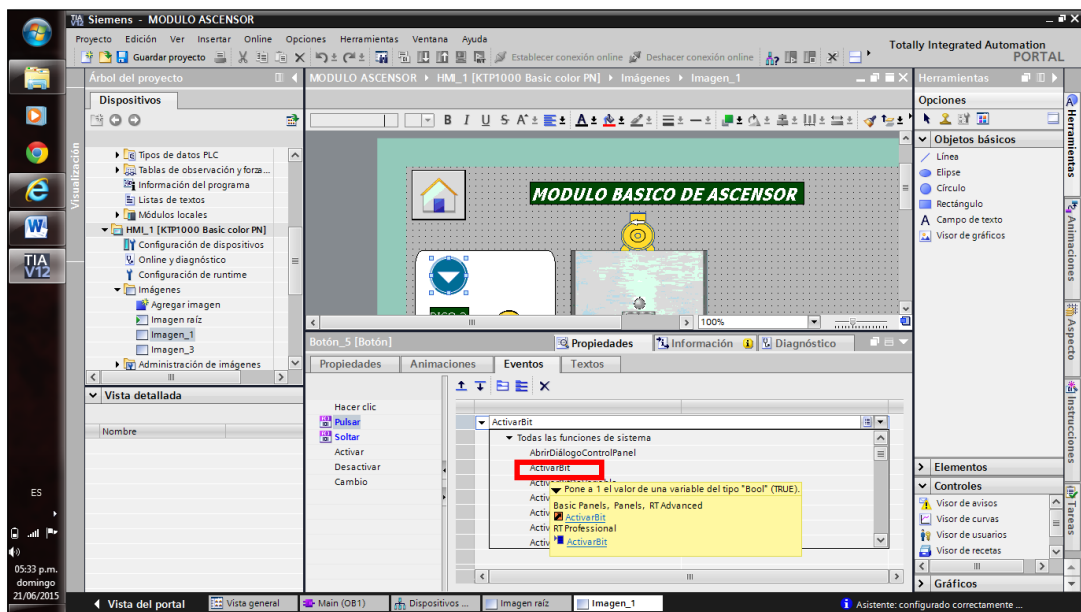 Siemens - MODULO ASCENSOR
Proyecto Edición Ver Insertar Online Opciones Herramientas Ventana Ayuda
Totally Integrated Automation
PORTAL
Guardar proyecto
Establecer conexión online
Deshacer conexión online
Árbol del proyecto
MODULO ASCENSOR ▸ HMI_1 [KTP1000 Basic color PN] ▸ Imágenes ▸ Imagen_1
Herramientas
Dispositivos
Opciones
B I U S A
Visualización
Tipos de datos PLC
Tablas de observación y forza...
Información del programa
Listas de textos
Módulos locales
HMI_1 [KTP1000 Basic color PN]
Configuración de dispositivos
Online y diagnóstico
Configuración de runtime
Imágenes
Agregar imagen
Imagen raíz
Imagen_1
Imagen_3
Administración de imágenes
Vista detallada
Nombre
MODULO BASICO DE ASCENSOR
100%
Botón_5 [Botón]
Propiedades
Información
Diagnóstico
Propiedades Animaciones Eventos Textos
Hacer clic
Pulsar
Soltar
Activar
Desactivar
Cambio
ActivarBit
Todas las funciones de sistema
AbrirDiálogoControlPanel
ActivarBit
Activ
Activ
Activ
Activ
Pone a 1 el valor de una variable del tipo "Bool" (TRUE).
Basic Panels, Panels, RT Advanced
ActivarBit
RT Professional
ActivarBit
Objetos básicos
Línea
Elipse
Círculo
Rectángulo
A Campo de texto
Visor de gráficos
Elementos
Controles
Visor de avisos
Visor de curvas
Visor de usuarios
Visor de recetas
Gráficos
Herramientas
Animaciones
Aspecto
Instrucciones
Tareas
W
TIA
V12
ES
05:33 p.m.
domingo
21/06/2015
Vista del portal
Vista general
Main (OB1)
Dispositivos ...
Imagen raíz
Imagen_1
Asistente: configurado correctamente ...